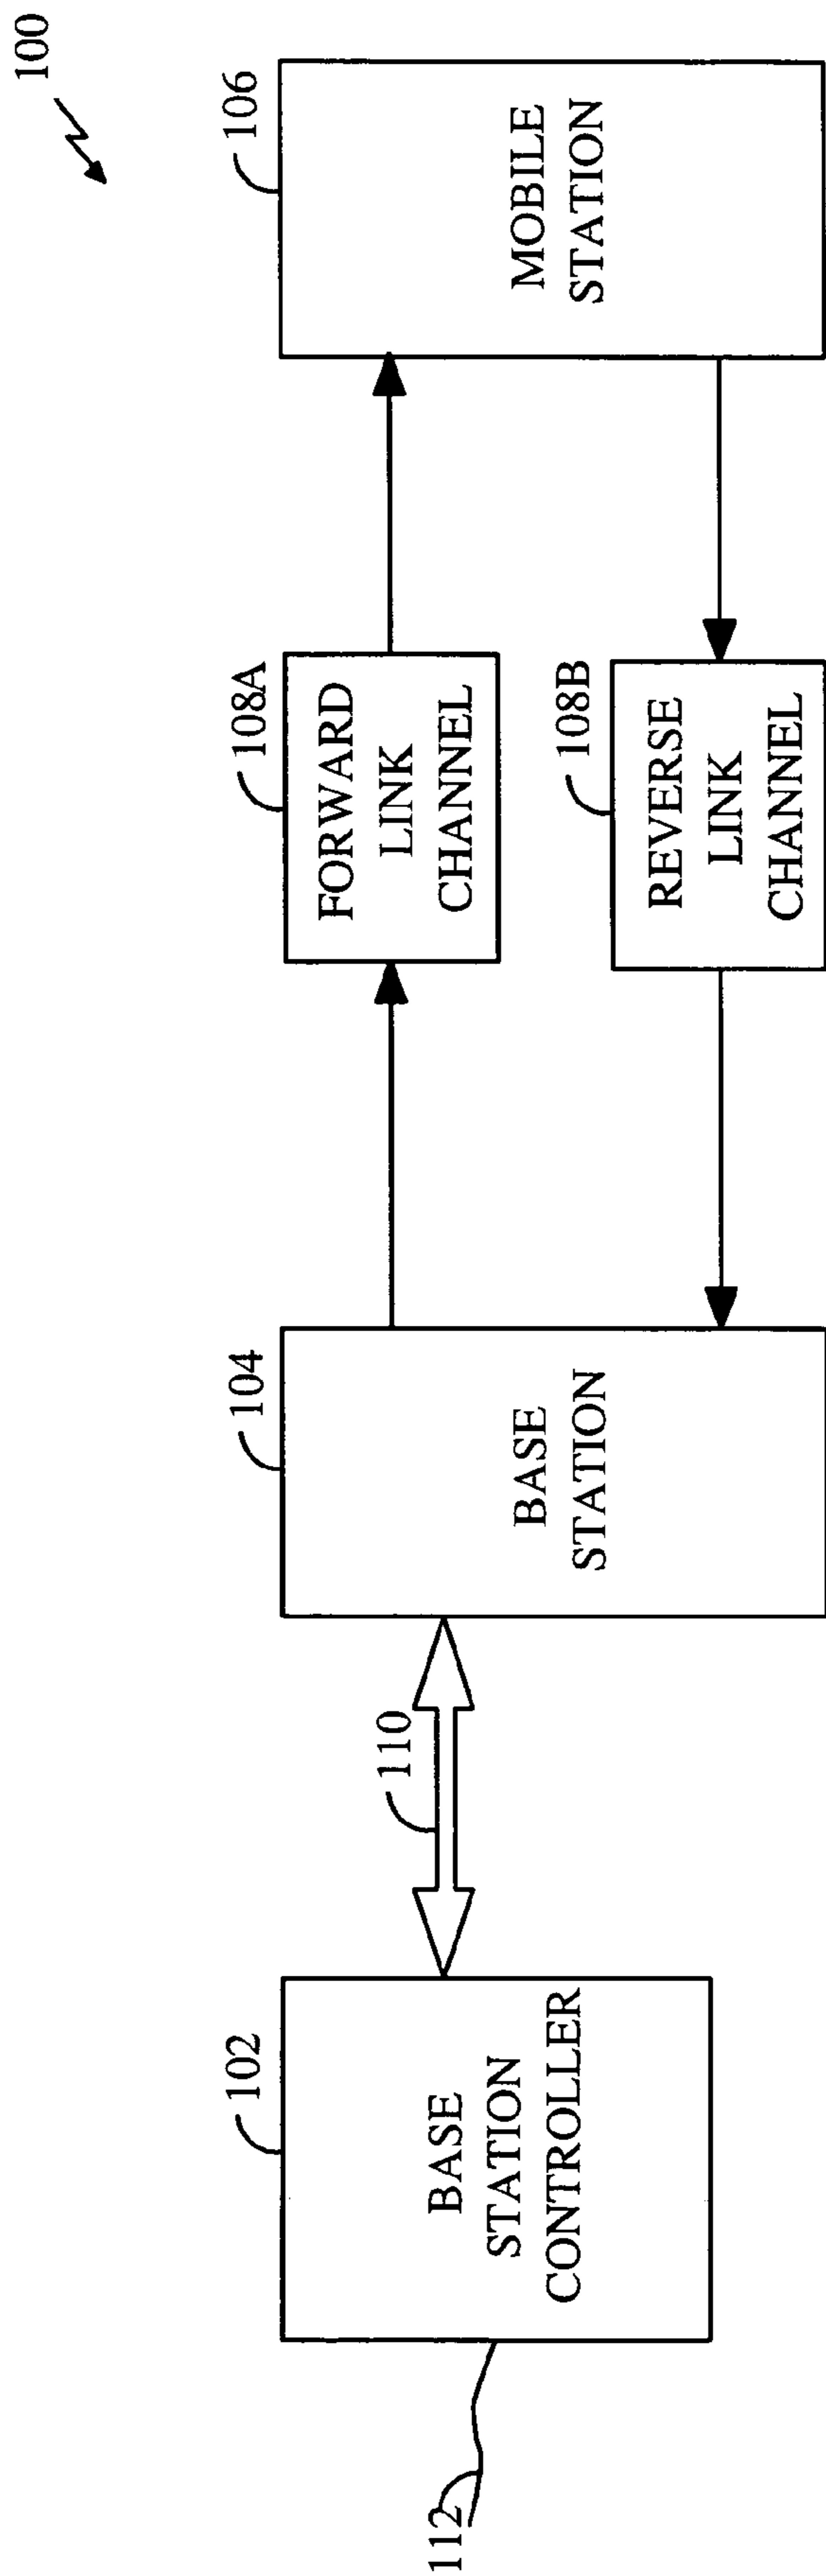 100
102
BASE
STATION
CONTROLLER
112
110
104
BASE
STATION
108A
FORWARD
LINK
CHANNEL
108B
REVERSE
LINK
CHANNEL
106
MOBILE
STATION